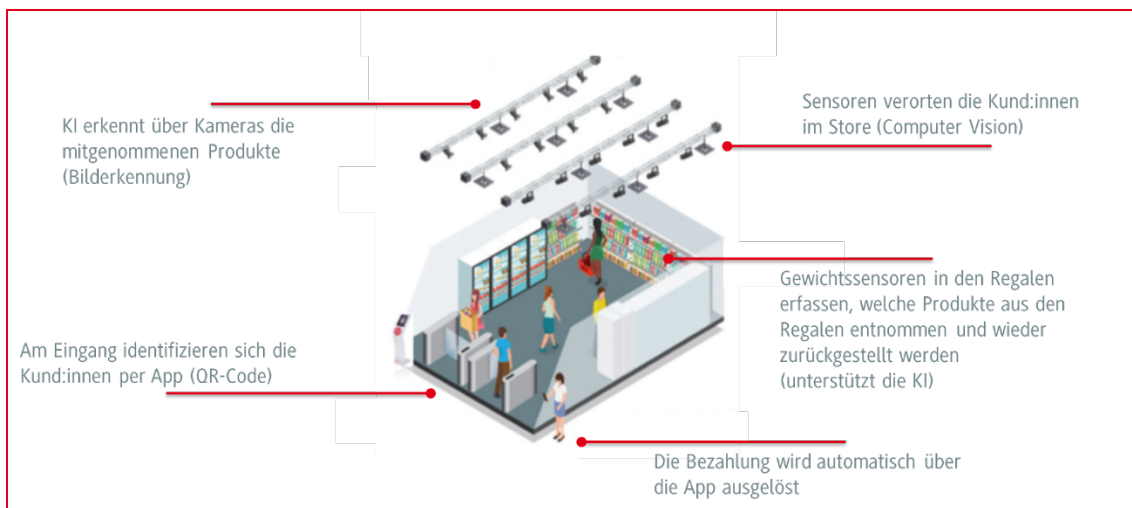 KI erkennt über Kameras die
mitgenommenen Produkte
(Bilderkennung)
Sensoren verorten die Kund:innen
im Store (Computer Vision)
Gewichtssensoren in den Regalen
erfassen, welche Produkte aus den
Regalen entnommen und wieder
zurückgestellt werden
(unterstützt die KI)
Am Eingang identifizieren sich die
Kund:innen per App (QR-Code)
Die Bezahlung wird automatisch über
die App ausgelöst